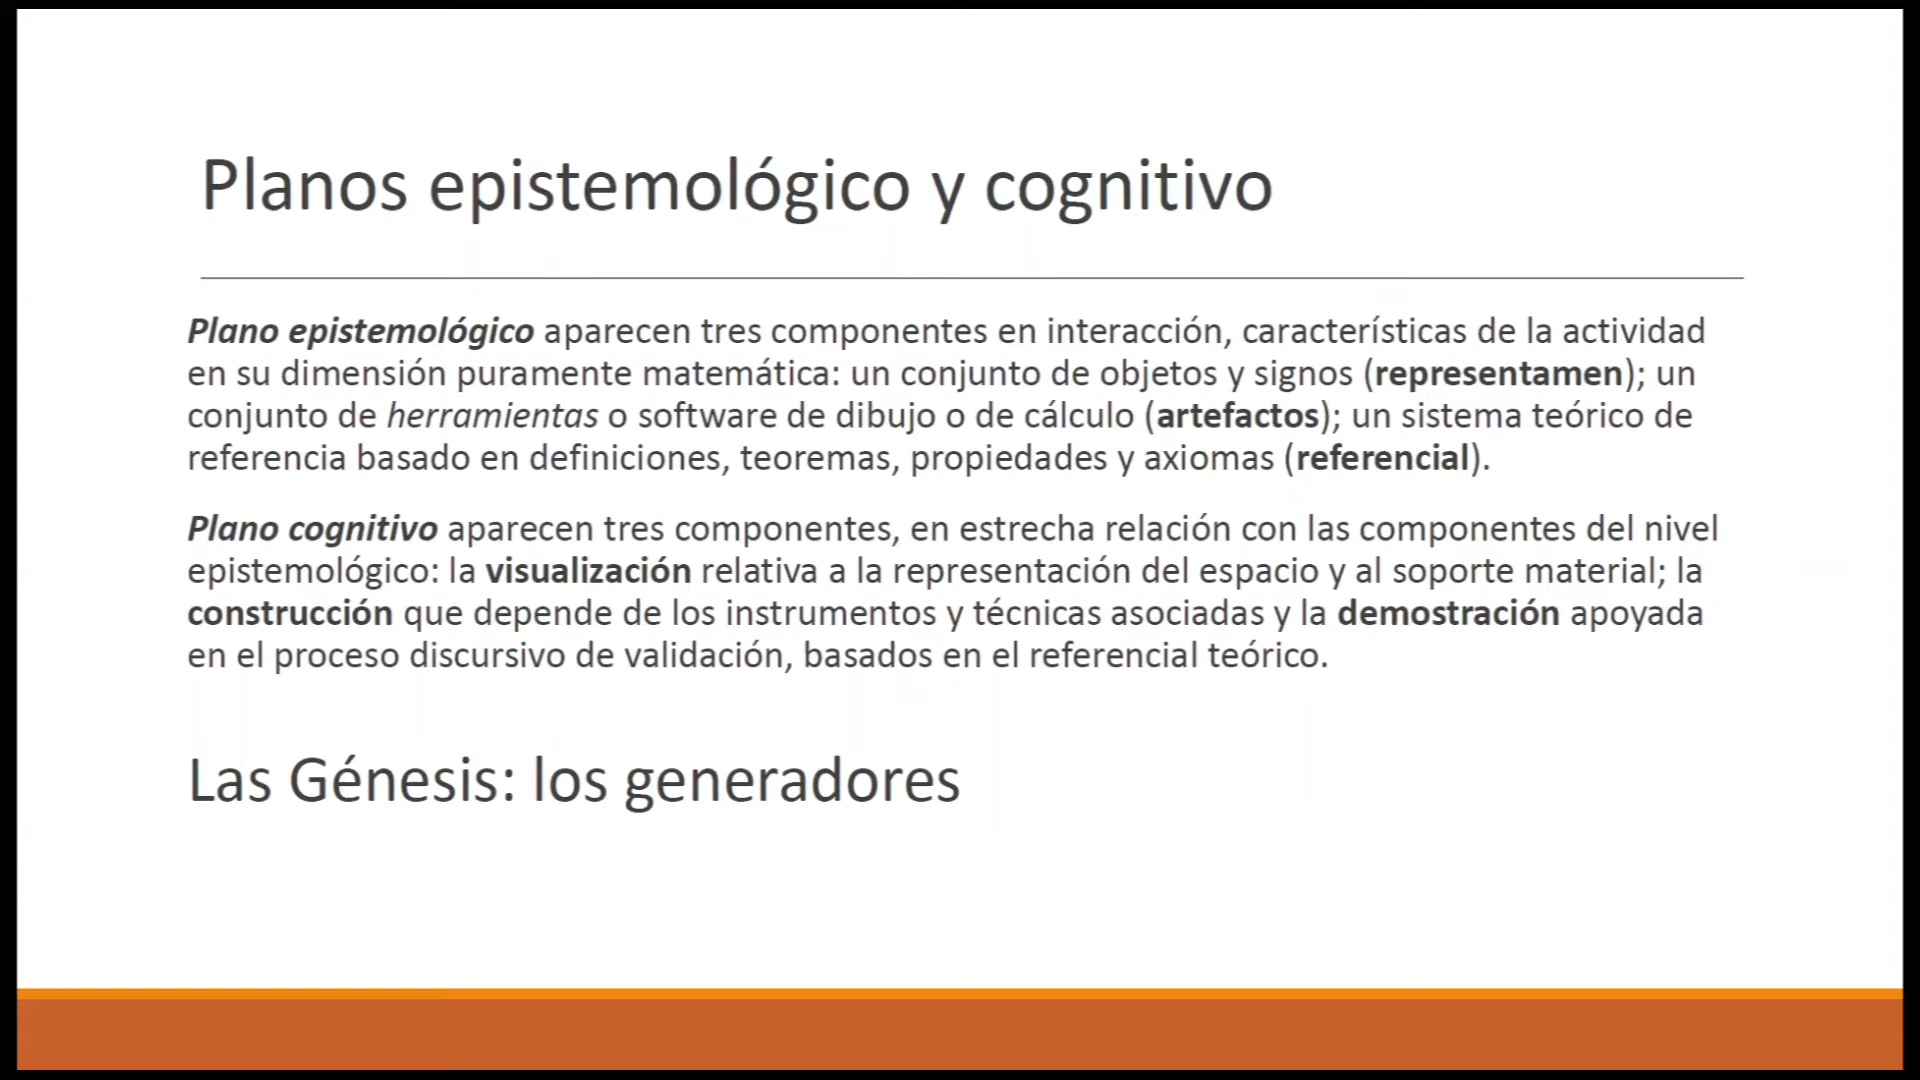 Planos epistemológico y cognitivo
Plano epistemológico aparecen tres componentes en interacción, características de la actividad
en su dimensión puramente matemática: un conjunto de objetos y signos (representamen); un
conjunto de herramientas o software de dibujo o de cálculo (artefactos); un sistema teórico de
referencia basado en definiciones, teoremas, propiedades y axiomas (referencial).
Plano cognitivo aparecen tres componentes, en estrecha relación con las componentes del nivel
epistemológico: la visualización relativa a la representación del espacio y al soporte material; la
construcción que depende de los instrumentos y técnicas asociadas y la demostración apoyada
en el proceso discursivo de validación, basados en el referencial teórico.
Las Génesis: los generadores